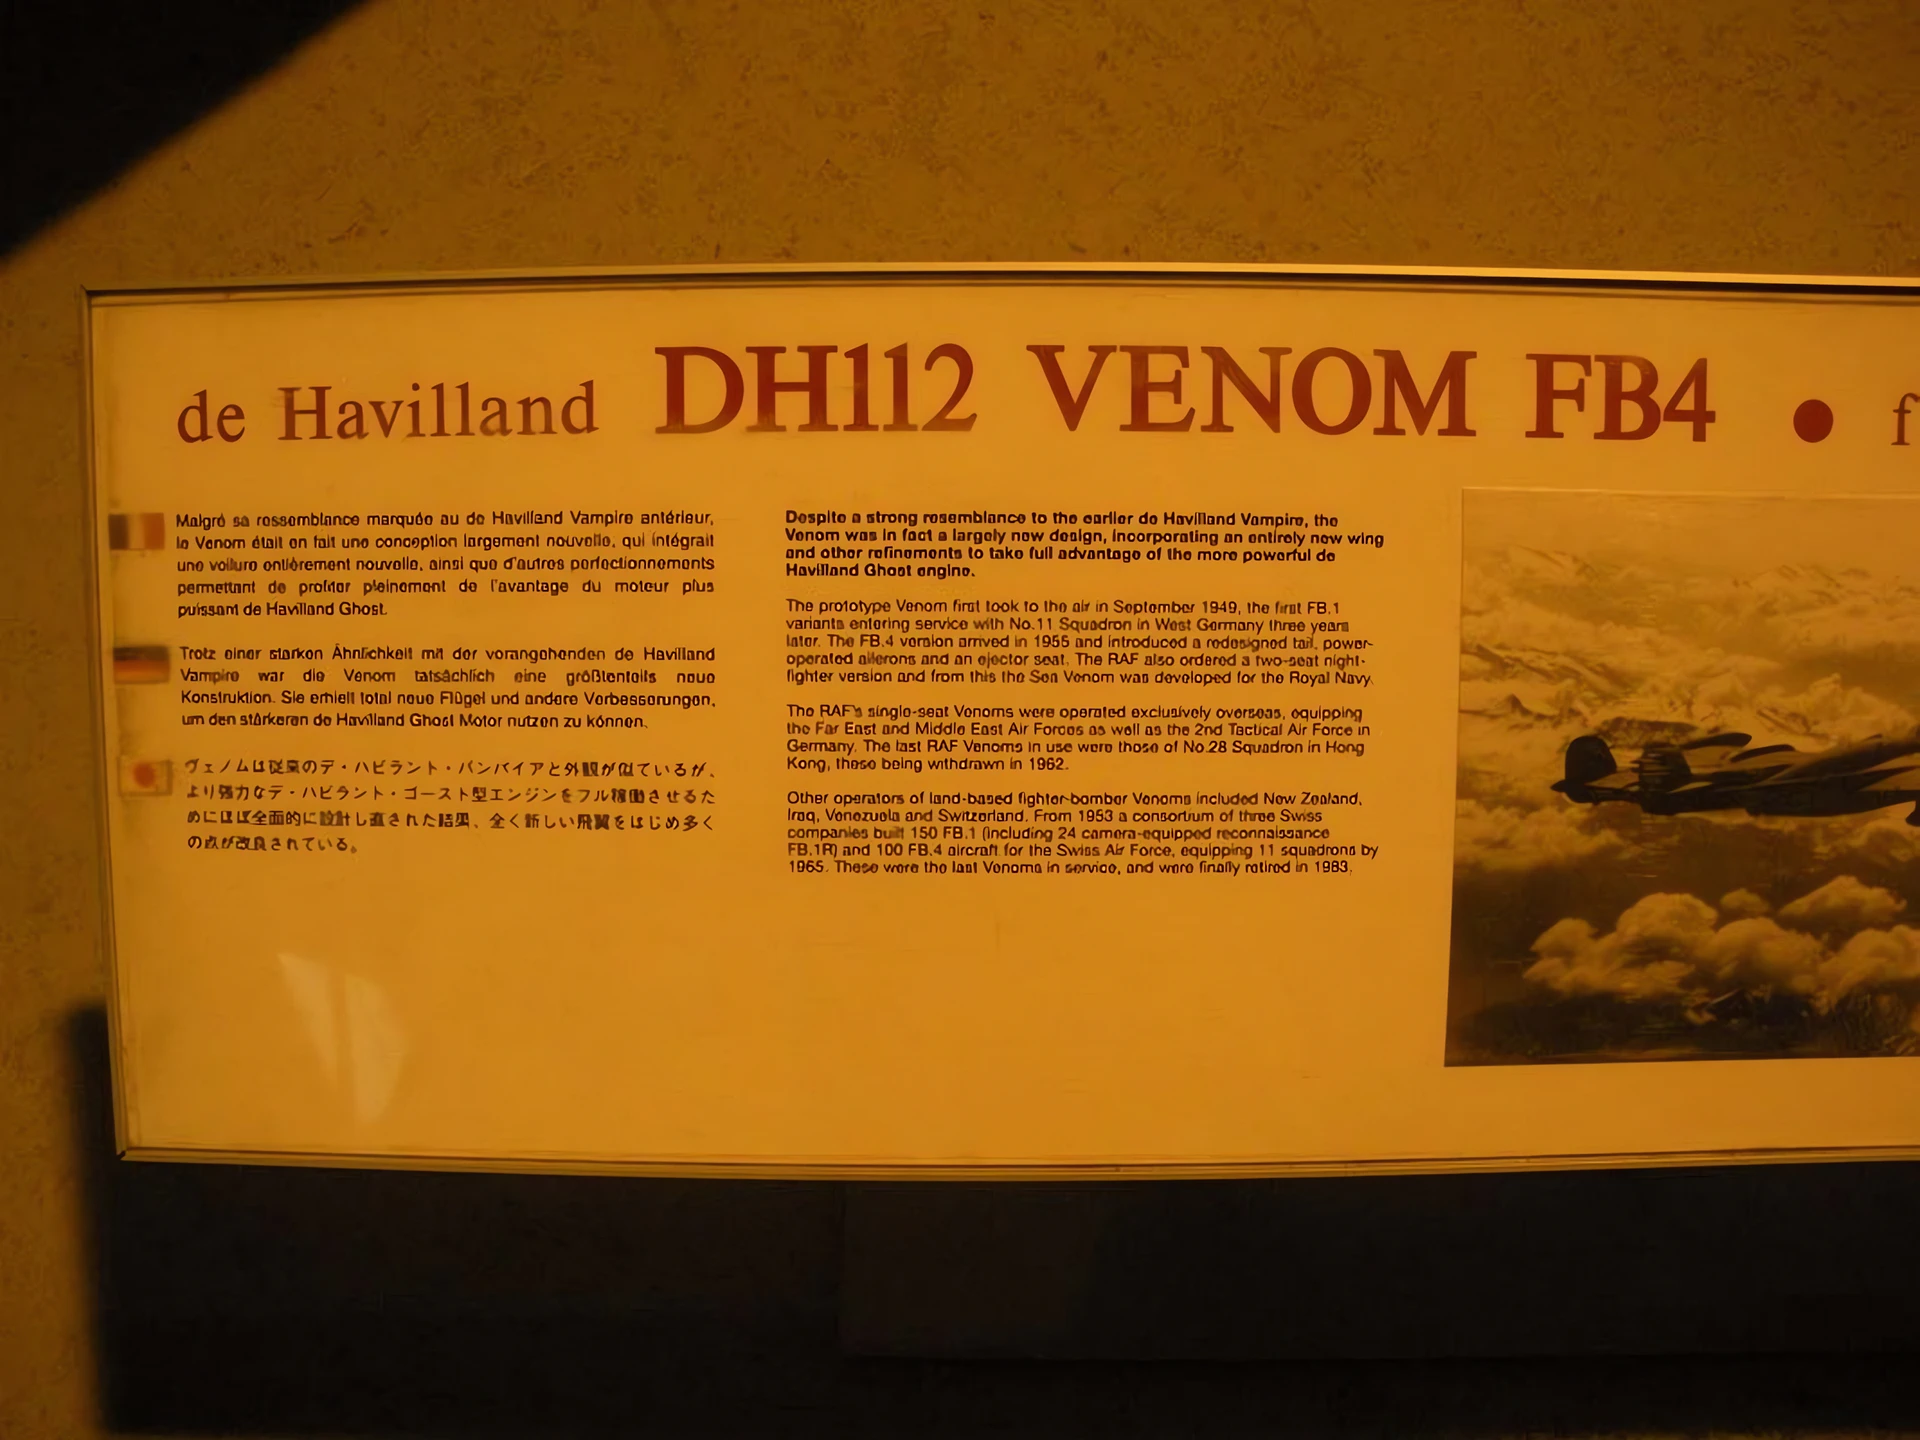 de Havilland DH112 VENOM FB4 • f
Malgré sa ressemblance marquée au de Havilland Vampire antérieur,
le Venom était en fait une conception largement nouvelle, qui intégrait
une voilure entièrement nouvelle, ainsi que d'autres perfectionnements
permettant de profiter pleinement de l'avantage du moteur plus
puissant de Havilland Ghost.
Trotz einer starken Ähnlichkeit mit der vorangehenden de Havilland
Vampire war die Venom tatsächlich eine größtenteils neue
Konstruktion. Sie erhielt total neue Flügel und andere Verbesserungen,
um den stärkeren de Havilland Ghost Motor nutzen zu können.
ヴェノムは従来のデ・ハビラント・バンパイアと外観が似ているが、
より強力なデ・ハビラント・ゴースト型エンジンをフル稼働させるた
めにほぼ全面的に設計し直された結果、全く新しい飛翼をはじめ多く
の点が改良されている。
Despite a strong resemblance to the earlier de Havilland Vampire, the
Venom was in fact a largely new design, incorporating an entirely new wing
and other refinements to take full advantage of the more powerful de
Havilland Ghost engine.
The prototype Venom first took to the air in September 1949, the first FB.1
variants entering service with No.11 Squadron in West Germany three years
later. The FB.4 version arrived in 1955 and introduced a redesigned tail, power-
operated ailerons and an ejector seat. The RAF also ordered a two-seat night-
fighter version and from this the Sea Venom was developed for the Royal Navy.
The RAF's single-seat Venoms were operated exclusively overseas, equipping
the Far East and Middle East Air Forces as well as the 2nd Tactical Air Force in
Germany. The last RAF Venoms in use were those of No.28 Squadron in Hong
Kong, these being withdrawn in 1962.
Other operators of land-based fighter-bomber Venoms included New Zealand,
Iraq, Venezuela and Switzerland. From 1953 a consortium of three Swiss
companies built 150 FB.1 (including 24 camera-equipped reconnaissance
FB.1R) and 100 FB.4 aircraft for the Swiss Air Force, equipping 11 squadrons by
1965. These were the last Venoms in service, and were finally retired in 1983.